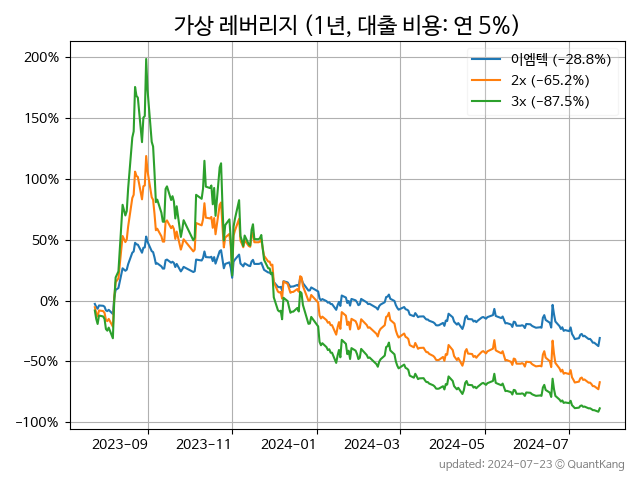 가상 레버리지 (1년, 대출 비용: 연 5%)
이엠텍 (−28.8%)
2x (−65.2%)
3x (−87.5%)
200%
150%
100%
50%
0%
−50%
−100%
2023-09 2023-11 2024-01 2024-03 2024-05 2024-07
updated: 2024-07-23 © QuantKang